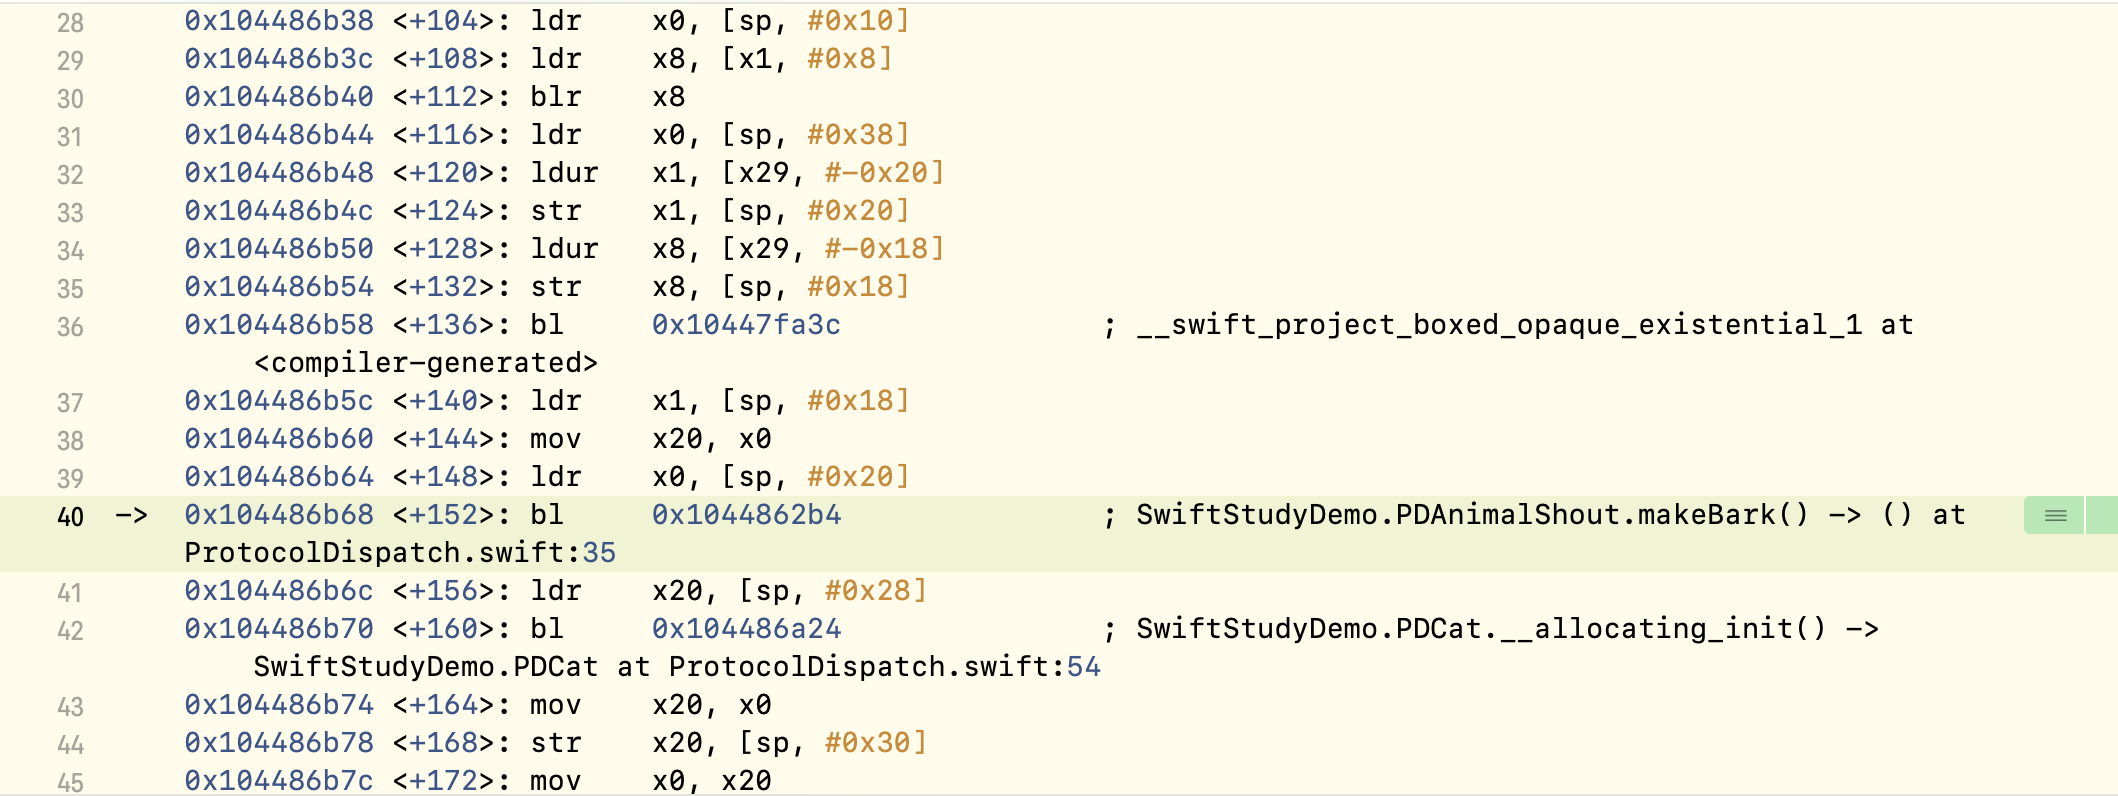 28 0x104486b38 <+104>: ldr x0, [sp, #0x10]
29 0x104486b3c <+108>: ldr x8, [x1, #0x8]
30 0x104486b40 <+112>: blr x8
31 0x104486b44 <+116>: ldr x0, [sp, #0x38]
32 0x104486b48 <+120>: ldur x1, [x29, #-0x20]
33 0x104486b4c <+124>: str x1, [sp, #0x20]
34 0x104486b50 <+128>: ldur x8, [x29, #-0x18]
35 0x104486b54 <+132>: str x8, [sp, #0x18]
36 0x104486b58 <+136>: bl 0x10447fa3c ; __swift_project_boxed_opaque_existential_1 at
<compiler-generated>
37 0x104486b5c <+140>: ldr x1, [sp, #0x18]
38 0x104486b60 <+144>: mov x20, x0
39 0x104486b64 <+148>: ldr x0, [sp, #0x20]
40 -> 0x104486b68 <+152>: bl 0x1044862b4 ; SwiftStudyDemo.PDAnimalShout.makeBark() -> () at
ProtocolDispatch.swift:35
41 0x104486b6c <+156>: ldr x20, [sp, #0x28]
42 0x104486b70 <+160>: bl 0x104486a24 ; SwiftStudyDemo.PDCat.__allocating_init() ->
SwiftStudyDemo.PDCat at ProtocolDispatch.swift:54
43 0x104486b74 <+164>: mov x20, x0
44 0x104486b78 <+168>: str x20, [sp, #0x30]
45 0x104486b7c <+172>: mov x0, x20